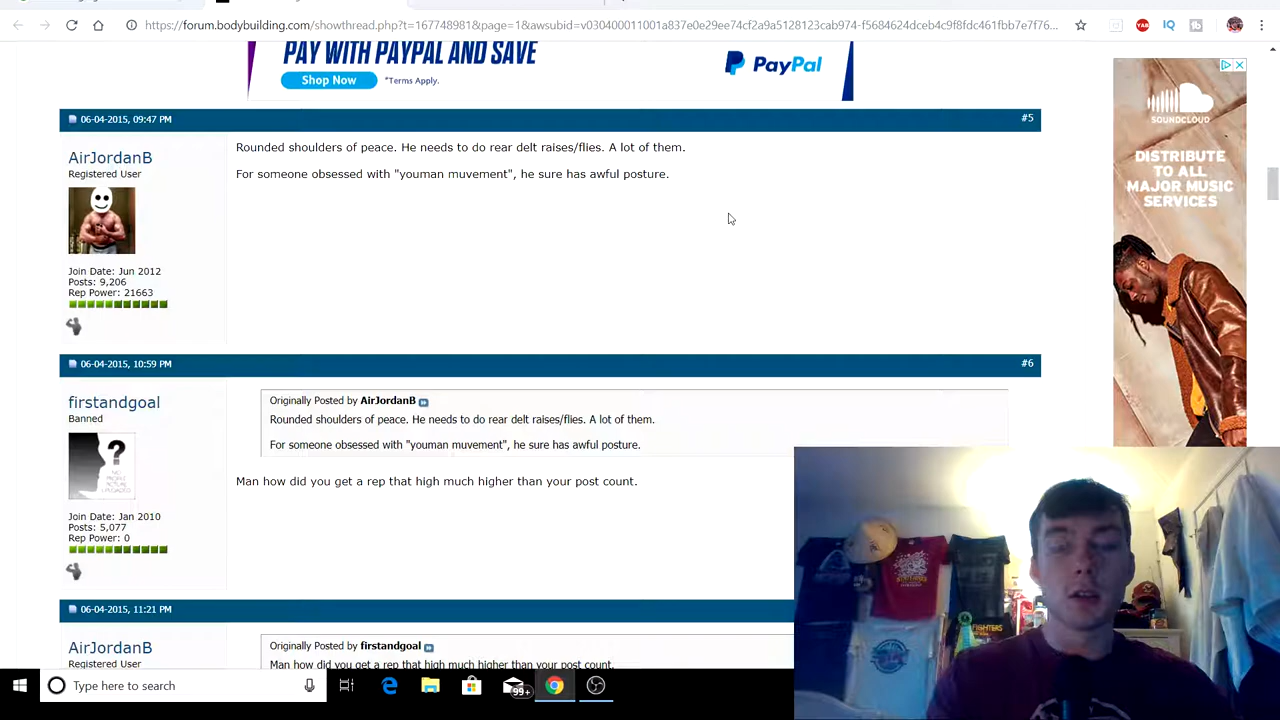 https://forum.bodybuilding.com/showthread.php?t=167748981&page=1&awsubid=v030400011001a837e0e29ee74cf2a9a5128123cab974-f5684624dceb4c9f8fdc461fbb7e7f76...
YAB
IQ
tb
PAY WITH PAYPAL AND SAVE
Shop Now
*Terms Apply.
PayPal
06-04-2015, 09:47 PM
#5
AirJordanB
Registered User
Join Date: Jun 2012
Posts: 9,206
Rep Power: 21663
Rounded shoulders of peace. He needs to do rear delt raises/flies. A lot of them.
For someone obsessed with "youman muvement", he sure has awful posture.
06-04-2015, 10:59 PM
#6
firstandgoal
Banned
?
Join Date: Jan 2010
Posts: 5,077
Rep Power: 0
Originally Posted by AirJordanB
Rounded shoulders of peace. He needs to do rear delt raises/flies. A lot of them.
For someone obsessed with "youman muvement", he sure has awful posture.
Man how did you get a rep that high much higher than your post count.
06-04-2015, 11:21 PM
AirJordanB
Registered User
Originally Posted by firstandgoal
Man how did you get a rep that high much higher than your post count.
SOUNDCLOUD
DISTRIBUTE
TO ALL
MAJOR MUSIC
SERVICES
FIGHTERS
Type here to search
99+